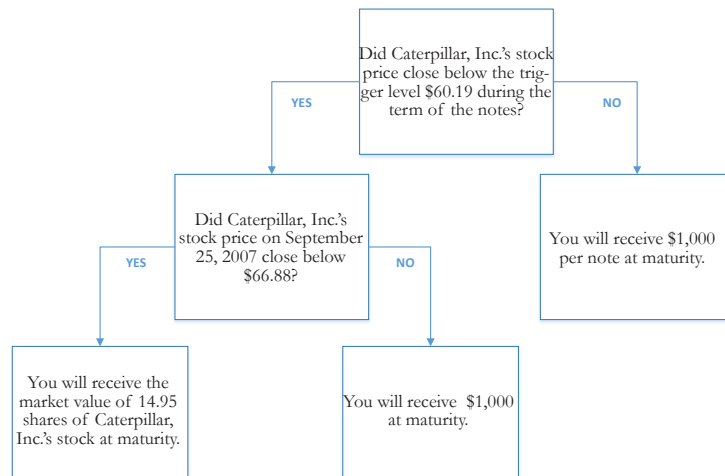 Did Caterpillar, Inc.'s stock
price close below the trig-
ger level $60.19 during the
term of the notes?
YES
NO
Did Caterpillar, Inc.'s
stock price on September
25, 2007 close below
$66.88?
You will receive $1,000
per note at maturity.
YES
NO
You will receive the
market value of 14.95
shares of Caterpillar,
Inc.'s stock at maturity.
You will receive $1,000
at maturity.